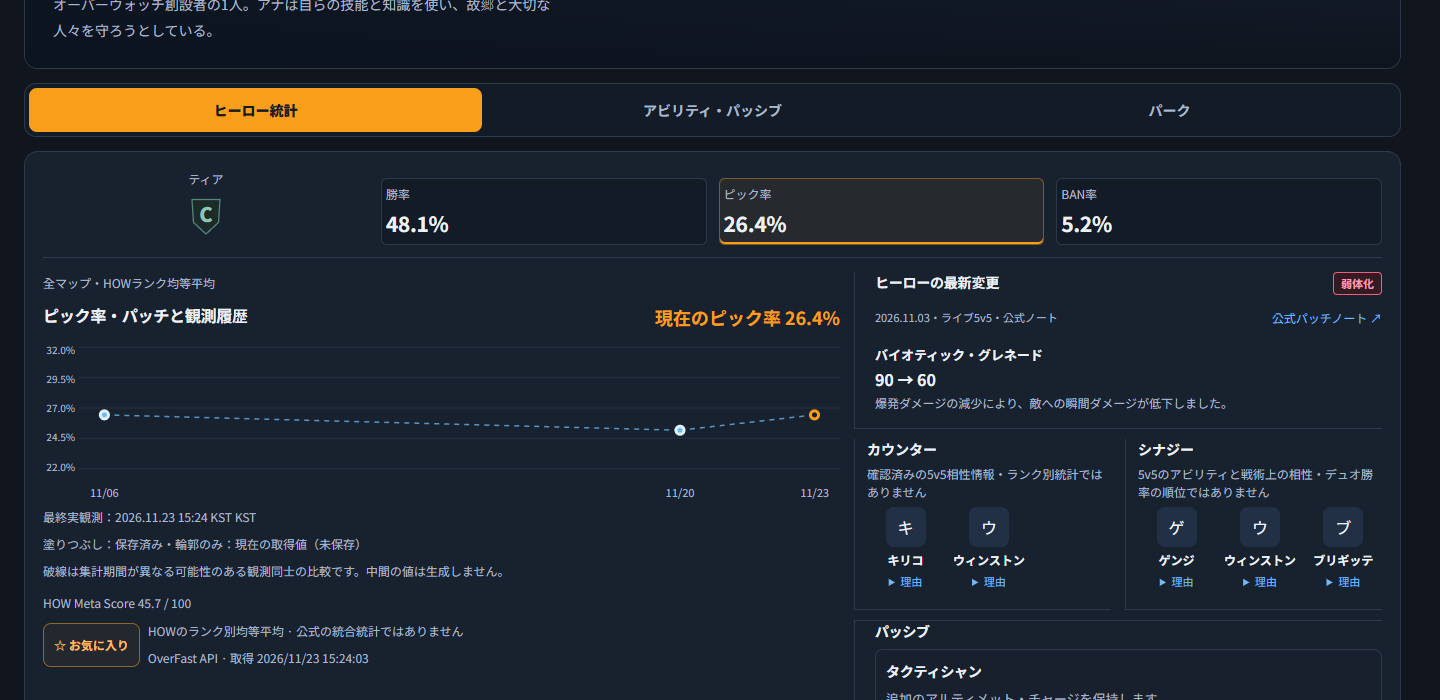 オーバーウォッチ創設者の1人。アナは自らの技能と知識を使い、故郷と大切な
人々を守ろうとしている。
ヒーロー統計
アビリティ・パッシブ
パーク
ティア
C
勝率
48.1%
ピック率
26.4%
BAN率
5.2%
全マップ・HOWランク均等平均
ピック率・パッチと観測履歴
現在のピック率 26.4%
32.0%
29.5%
27.0%
24.5%
22.0%
11/06
11/20
11/23
最終実観測：2026.11.23 15:24 KST KST
塗りつぶし：保存済み・輪郭のみ：現在の取得値（未保存）
破線は集計期間が異なる可能性のある観測同士の比較です。中間の値は生成しません。
HOW Meta Score 45.7 / 100
☆ お気に入り
HOWのランク別均等平均 · 公式の統合統計ではありません
OverFast API · 取得 2026/11/23 15:24:03
ヒーローの最新変更
弱体化
2026.11.03・ライブ5v5・公式ノート
公式パッチノート ↗
バイオティック・グレネード
90 → 60
爆発ダメージの減少により、敵への瞬間ダメージが低下しました。
カウンター
確認済みの5v5相性情報・ランク別統計では
ありません
キ
ウ
キリコ
ウィンストン
▶ 理由
▶ 理由
シナジー
5v5のアビリティと戦術上の相性・デュオ勝
率の順位ではありません
ゲ
ウ
ブ
ゲンジ
ウィンストン
ブリギッテ
▶ 理由
▶ 理由
▶ 理由
パッシブ
タクティシャン
追加のアルティメット・チャージを保持します